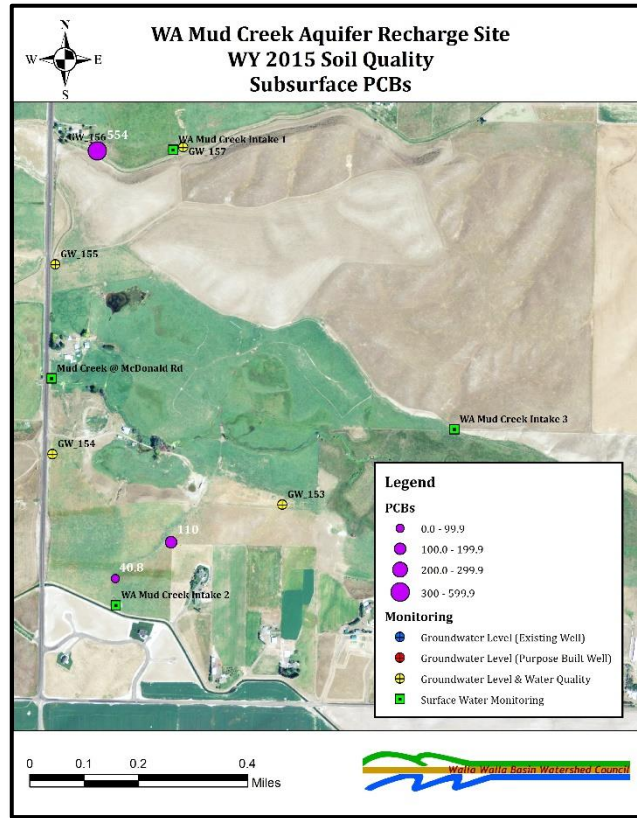 WA Mud Creek Aquifer Recharge Site
WY 2015 Soil Quality
Subsurface PCBs
N
W E
S
GW_156
554
WA Mud Creek Intake 1
GW_157
GW_155
Mud Creek @ McDonald Rd
WA Mud Creek Intake 3
GW_154
GW_153
110
40.8
WA Mud Creek Intake 2
Legend
PCBs
0.0 - 99.9
100.0 - 199.9
200.0 - 299.9
300 - 599.9
Monitoring
Groundwater Level (Existing Well)
Groundwater Level (Purpose Built Well)
Groundwater Level & Water Quality
Surface Water Monitoring
0 0.1 0.2 0.4
Miles
Walla Walla Basin Watershed Council